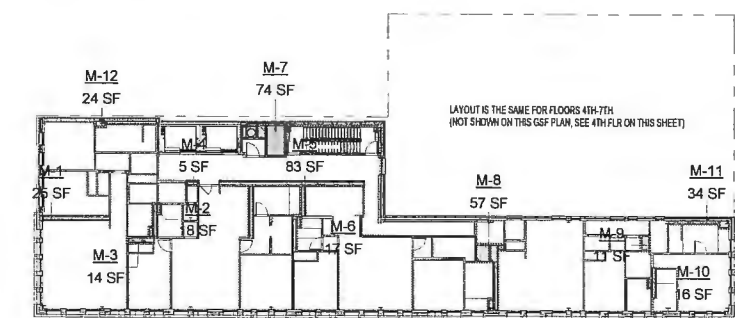 M-12
24 SF
M-7
74 SF
LAYOUT IS THE SAME FOR FLOORS 4TH-7TH
(NOT SHOWN ON THIS GSF PLAN, SEE 4TH FLR ON THIS SHEET)
M-4
5 SF
M-5
83 SF
M-1
25 SF
M-8
57 SF
M-11
34 SF
M-2
8 SF
M-6
17 SF
M-9
11 SF
M-3
14 SF
M-10
16 SF